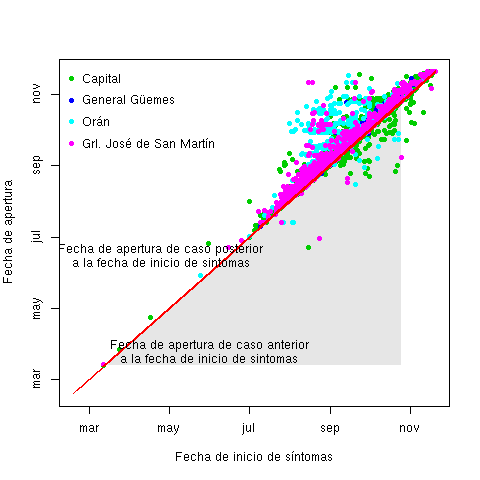 Capital
General Güemes
Orán
Grl. José de San Martín
Fecha de apertura de caso posterior
a la fecha de inicio de sintomas
Fecha de apertura de caso anterior
a la fecha de inicio de sintomas
Fecha de apertura
mar
may
jul
sep
nov
mar
may
jul
sep
nov
Fecha de inicio de síntomas